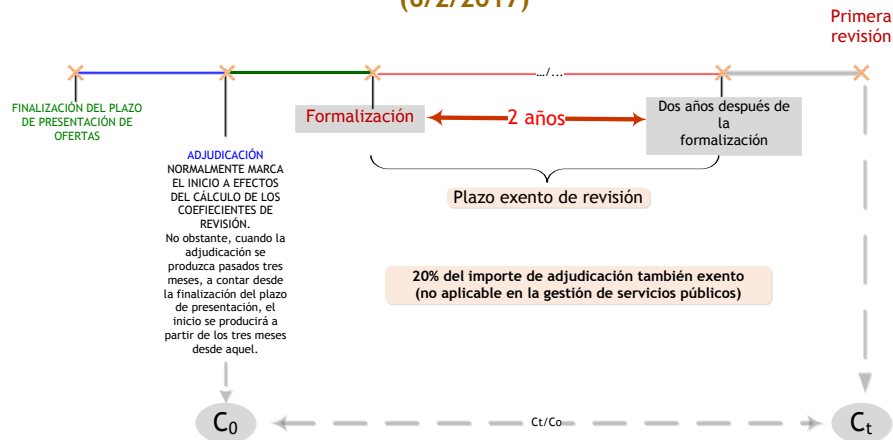 (6/2/2017)
Primera
revisión
…/...
FINALIZACIÓN DEL PLAZO
DE PRESENTACIÓN DE
OFERTAS
Formalización
2 años
Dos años después de
la
formalización
ADJUDICACIÓN
NORMALMENTE MARCA
EL INICIO A EFECTOS
DEL CÁLCULO DE LOS
COEFIECIENTES DE
REVISIÓN.
No obstante, cuando la
adjudicación se
produzca pasados tres
meses, a contar desde
la finalización del plazo
de presentación, el
inicio se producirá a
partir de los tres meses
desde aquel.
Plazo exento de revisión
20% del importe de adjudicación también exento
(no aplicable en la gestión de servicios públicos)
C0
Ct/Co
Ct